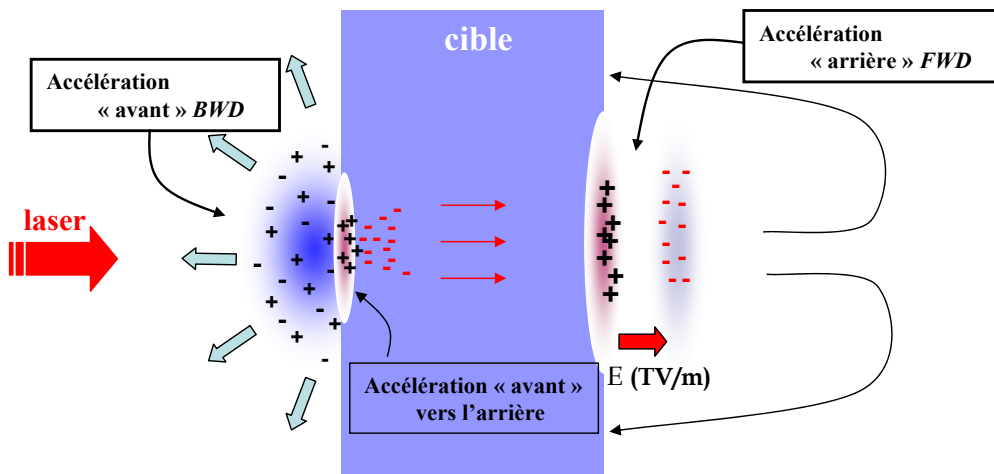 cible
Accélération
« arrière » FWD
Accélération
« avant » BWD
laser
E (TV/m)
Accélération « avant »
vers l’arrière